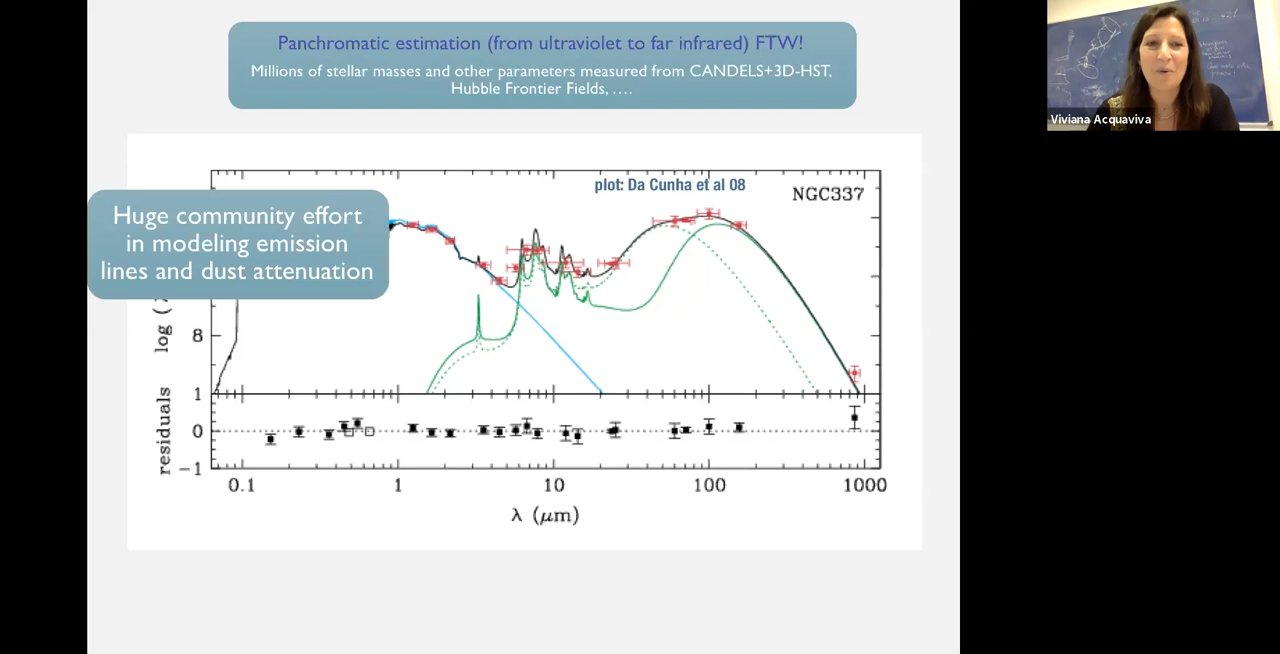 Panchromatic estimation (from ultraviolet to far infrared) FTW!
Millions of stellar masses and other parameters measured from CANDELS+3D-HST,
Hubble Frontier Fields, ....
Viviana Acquaviva
plot: Da Cunha et al 08
NGC337
Huge community effort
in modeling emission
lines and dust attenuation
log (
8
1
0
−1
residuals
0.1 1 10 100 1000
λ (μm)